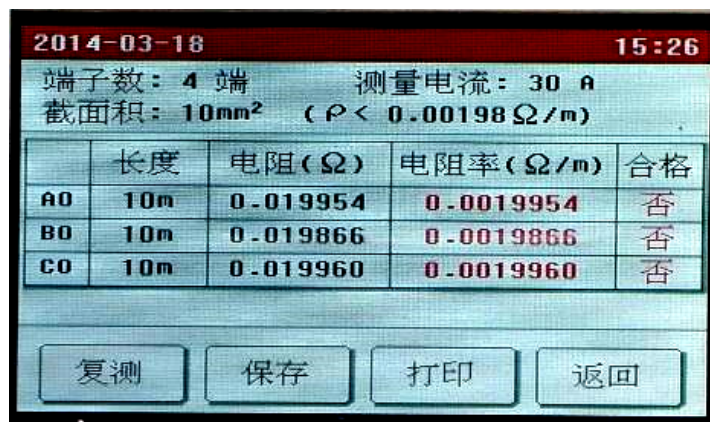 2014-03-18 15:26
端子数: 4 端 测量电流: 30 A
截面积: 10mm² (ρ< 0.00198Ω/m)
长度 电阻(Ω) 电阻率(Ω/m) 合格
A0 10m 0.019954 0.0019954 否
B0 10m 0.019866 0.0019866 否
C0 10m 0.019960 0.0019960 否
复测 保存 打印 返回